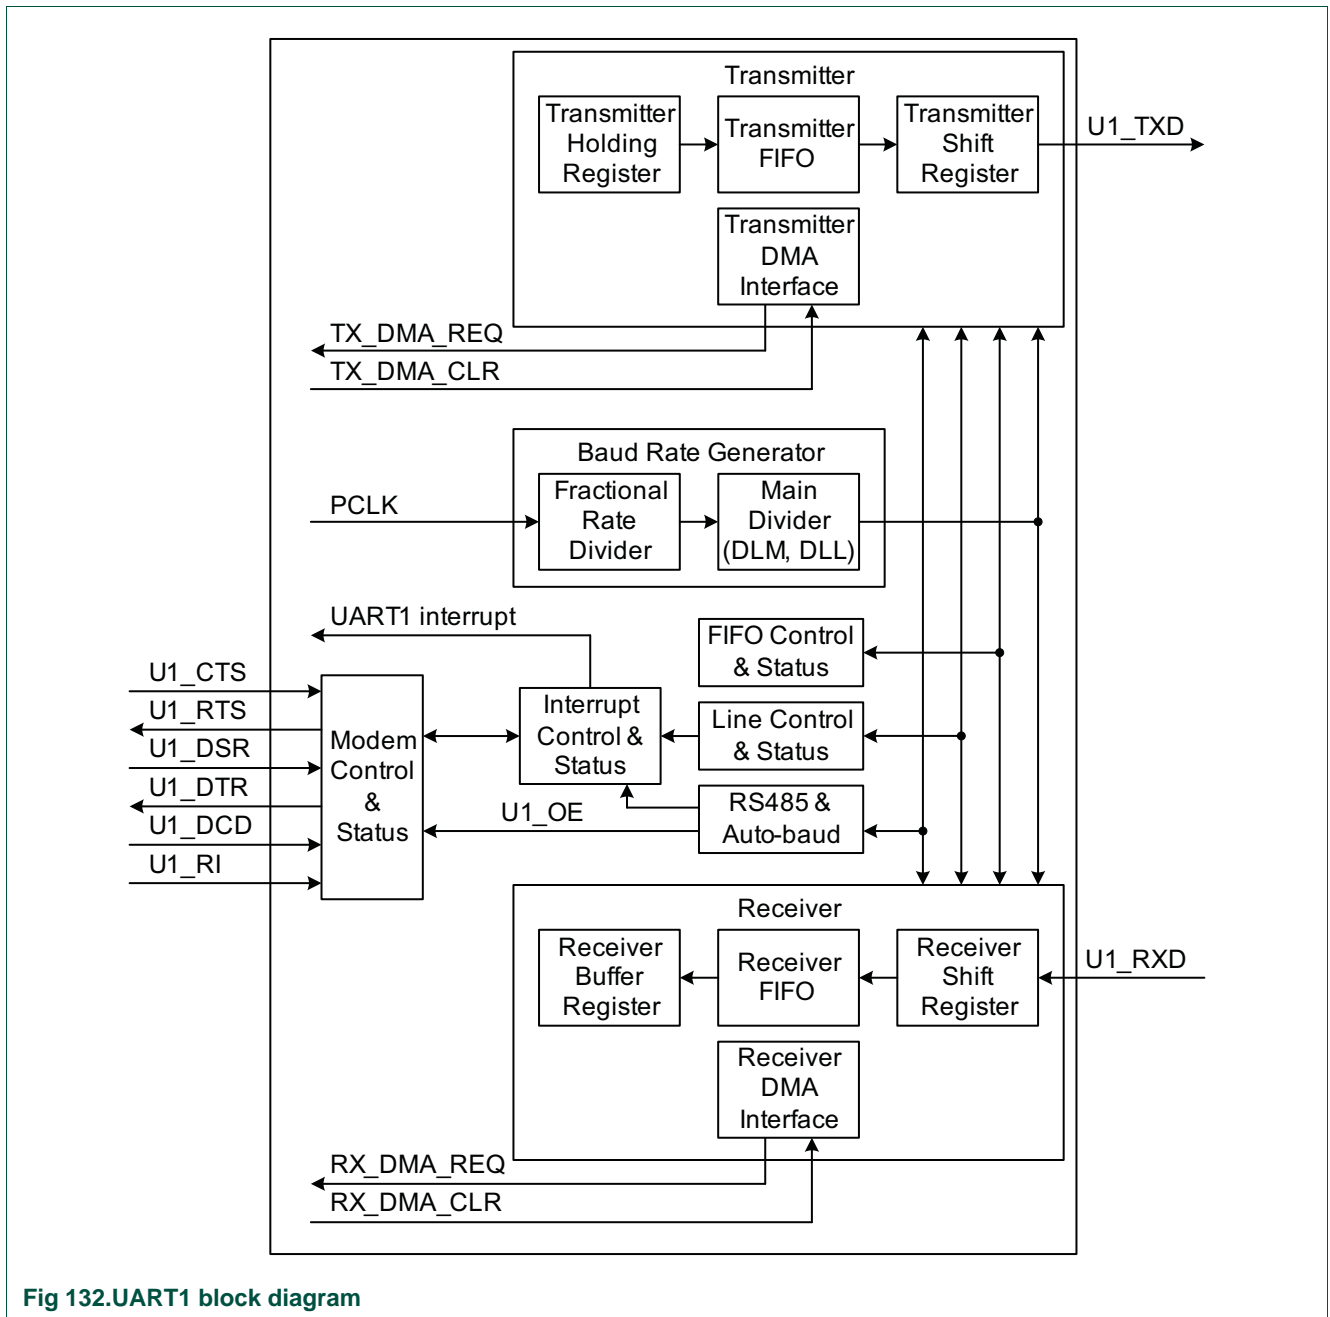 Transmitter
Transmitter
Holding
Register
Transmitter
FIFO
Transmitter
Shift
Register
U1_TXD
Transmitter
DMA
Interface
TX_DMA_REQ
TX_DMA_CLR
Baud Rate Generator
PCLK
Fractional
Rate
Divider
Main
Divider
(DLM, DLL)
UART1 interrupt
FIFO Control
& Status
U1_CTS
U1_RTS
U1_DSR
U1_DTR
U1_DCD
U1_RI
Modem
Control
&
Status
Interrupt
Control &
Status
Line Control
& Status
U1_OE
RS485 &
Auto-baud
Receiver
Receiver
Buffer
Register
Receiver
FIFO
Receiver
Shift
Register
U1_RXD
Receiver
DMA
Interface
RX_DMA_REQ
RX_DMA_CLR
Fig 132.UART1 block diagram